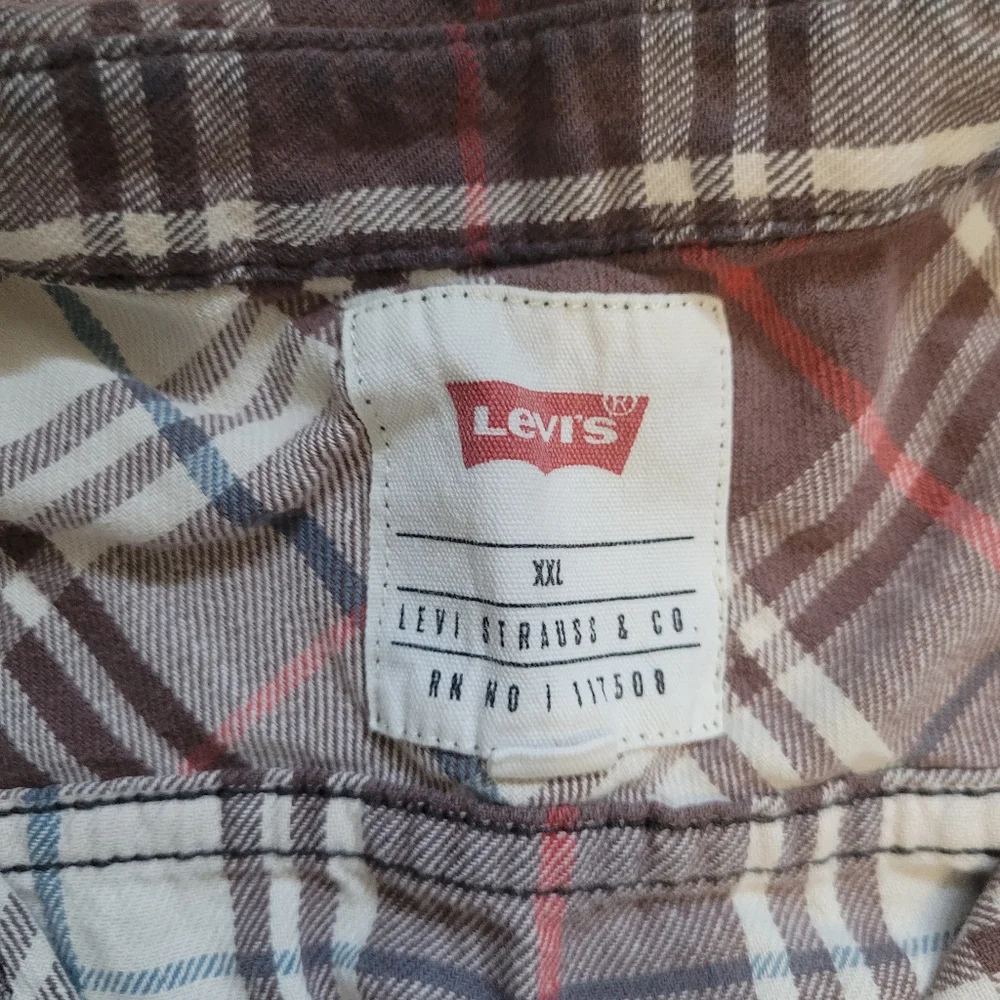 Levi's®
XXL
LEVI STRAUSS & CO.
RN NO | 117508